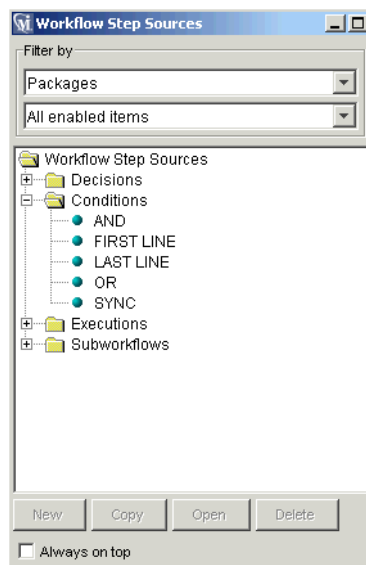 Workflow Step Sources
Filter by
Packages
All enabled items
Workflow Step Sources
Decisions
Conditions
AND
FIRST LINE
LAST LINE
OR
SYNC
Executions
Subworkflows
New Copy Open Delete
Always on top